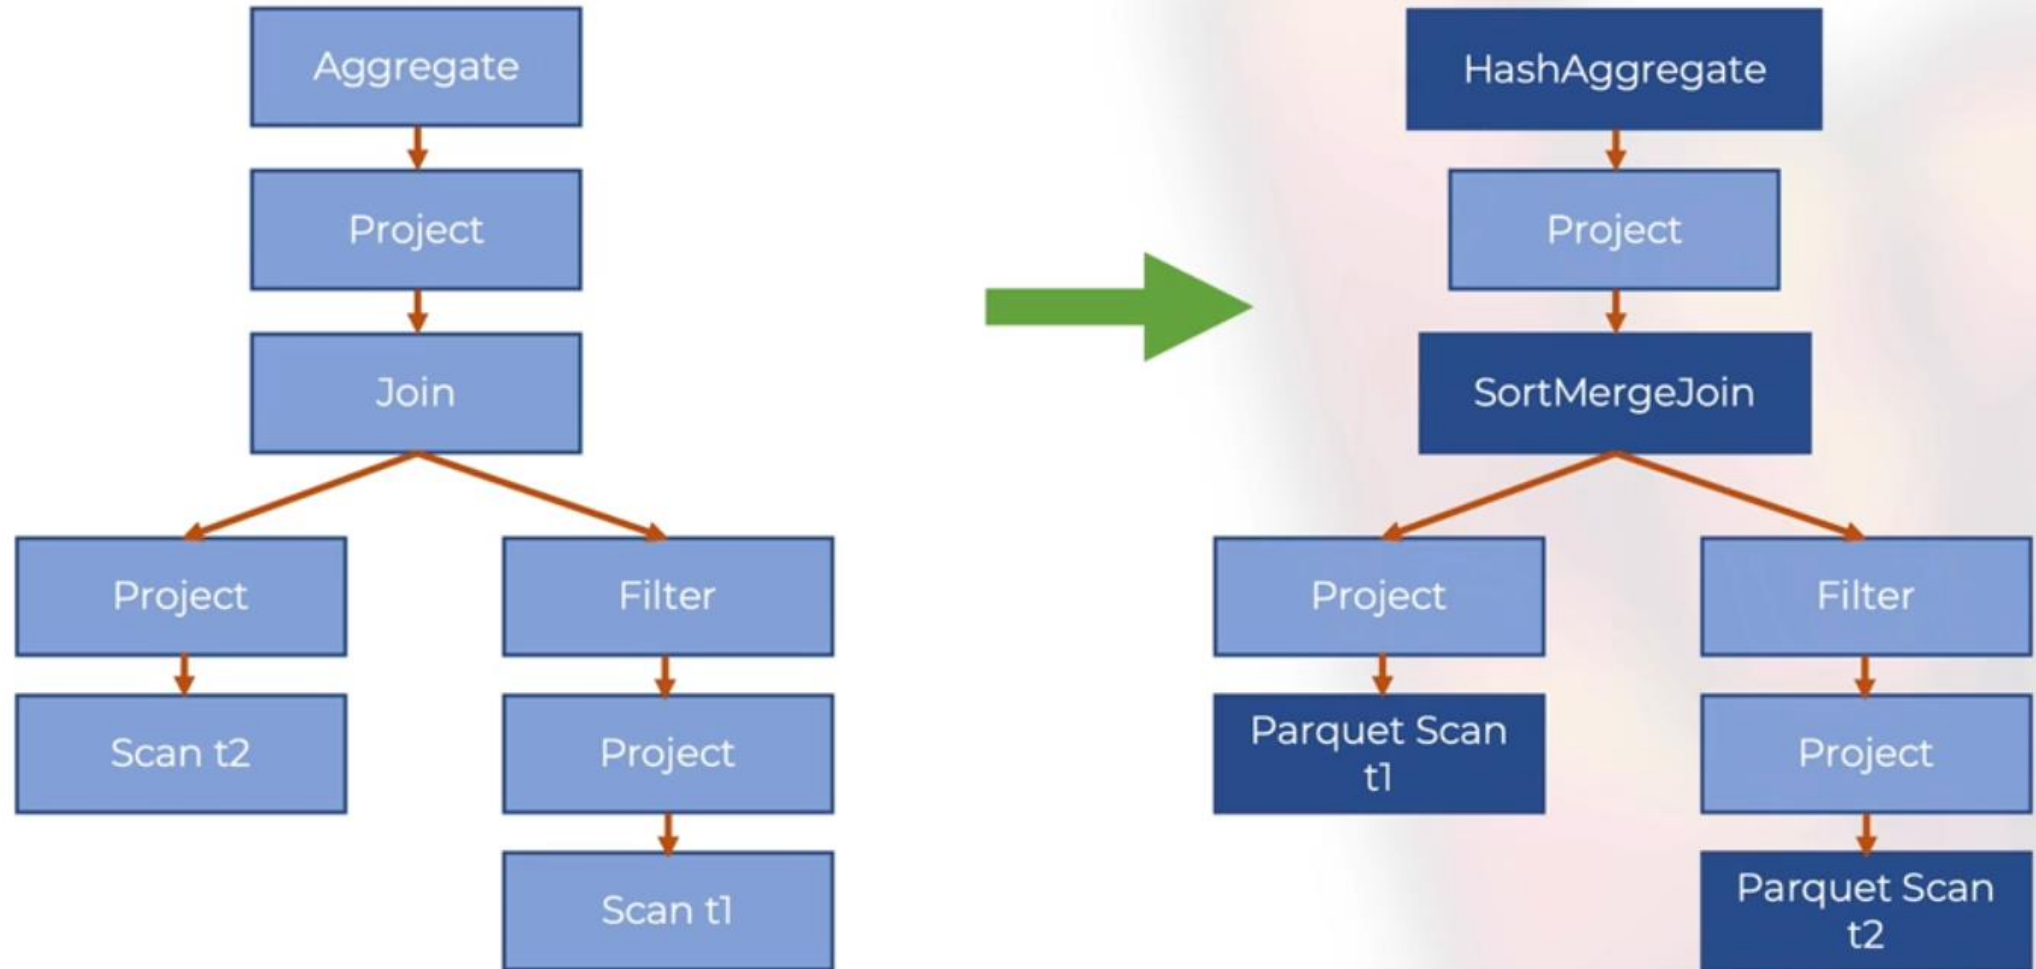 Aggregate
Project
Join
Project
Filter
Scan t2
Project
Scan t1
HashAggregate
Project
SortMergeJoin
Project
Filter
Parquet Scan
t1
Project
Parquet Scan
t2